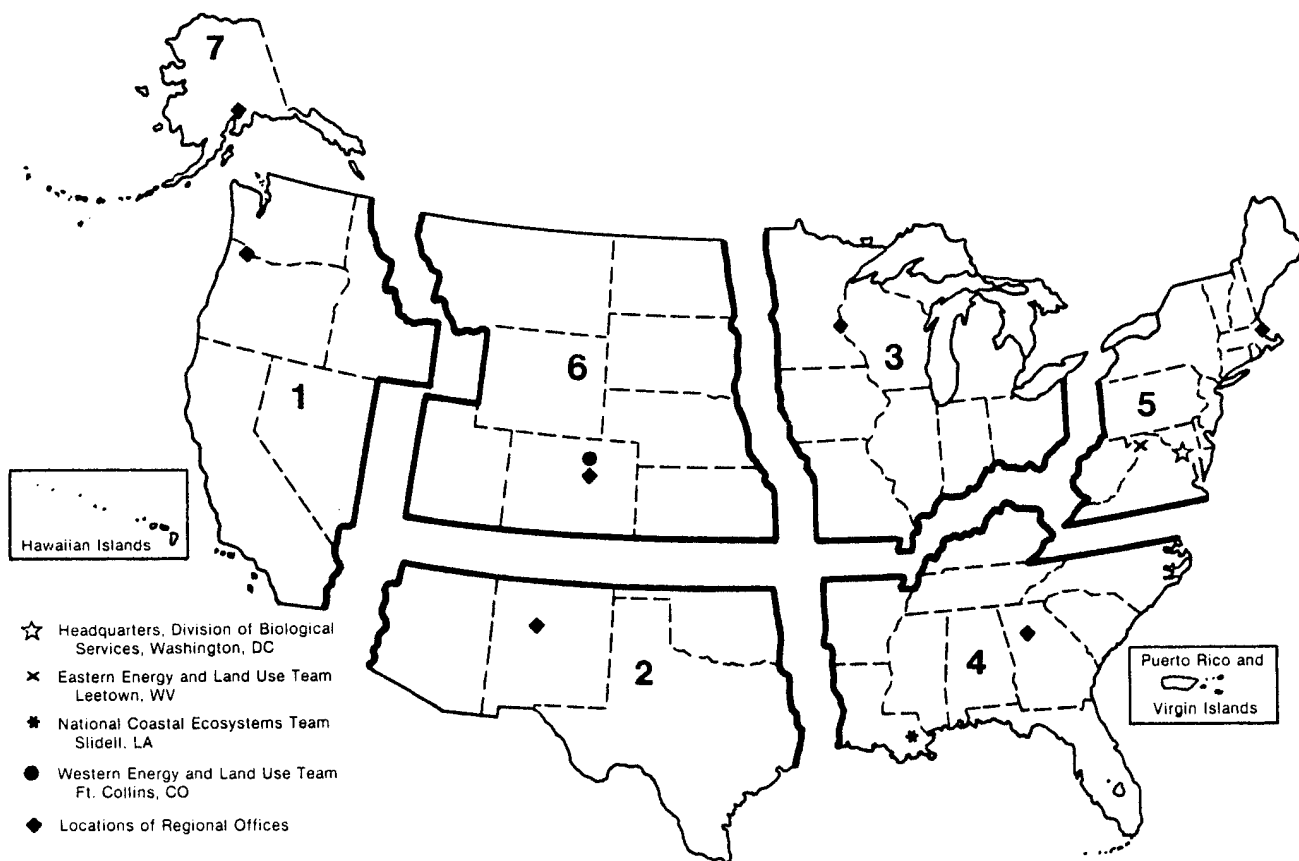 7
6
3
1
5
Hawaiian Islands
2
4
Puerto Rico and
Virgin Islands
Headquarters, Division of Biological
Services, Washington, DC
Eastern Energy and Land Use Team
Leetown, WV
National Coastal Ecosystems Team
Slidell, LA
Western Energy and Land Use Team
Ft. Collins, CO
Locations of Regional Offices